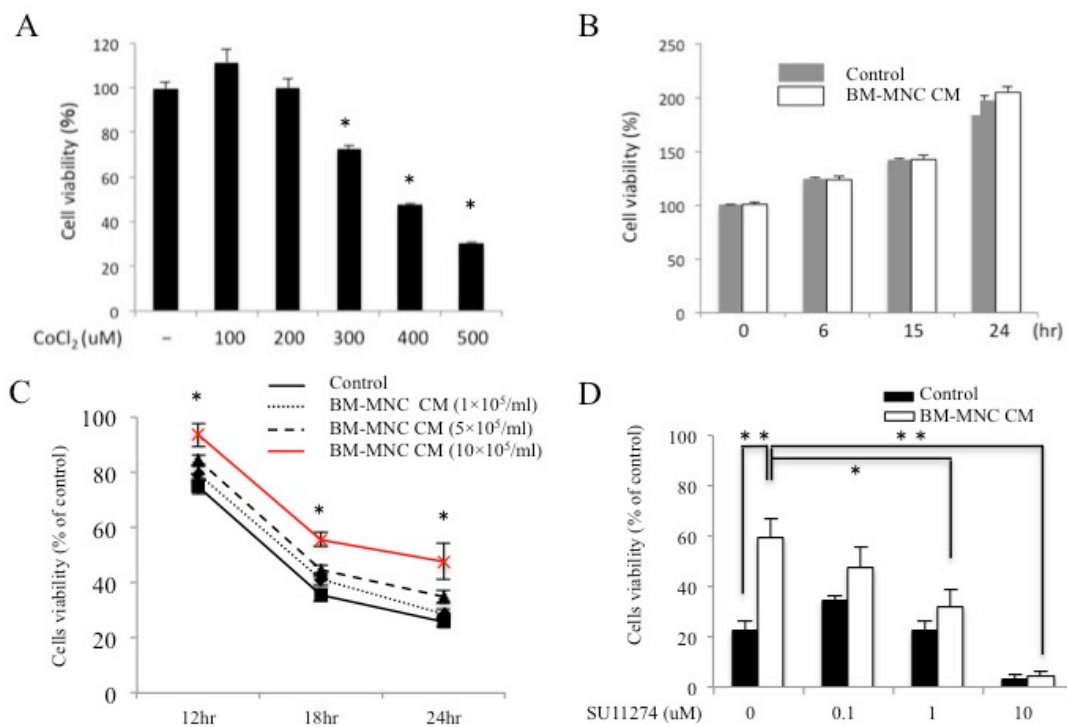 A
120
100
80
60
40
20
0
Cell viability (%)
*
*
*
CoCl₂ (uM) – 100 200 300 400 500
B
250
200
150
100
50
0
Cell viability (%)
Control
BM-MNC CM
0 6 15 24 (hr)
C
Control
BM-MNC CM (1×10⁵/ml)
BM-MNC CM (5×10⁵/ml)
BM-MNC CM (10×10⁵/ml)
100
80
60
40
20
0
Cells viability (% of control)
*
*
*
12hr 18hr 24hr
D
Control
BM-MNC CM
100
80
60
40
20
0
Cells viability (% of control)
* *
* *
*
SU11274 (uM) 0 0.1 1 10